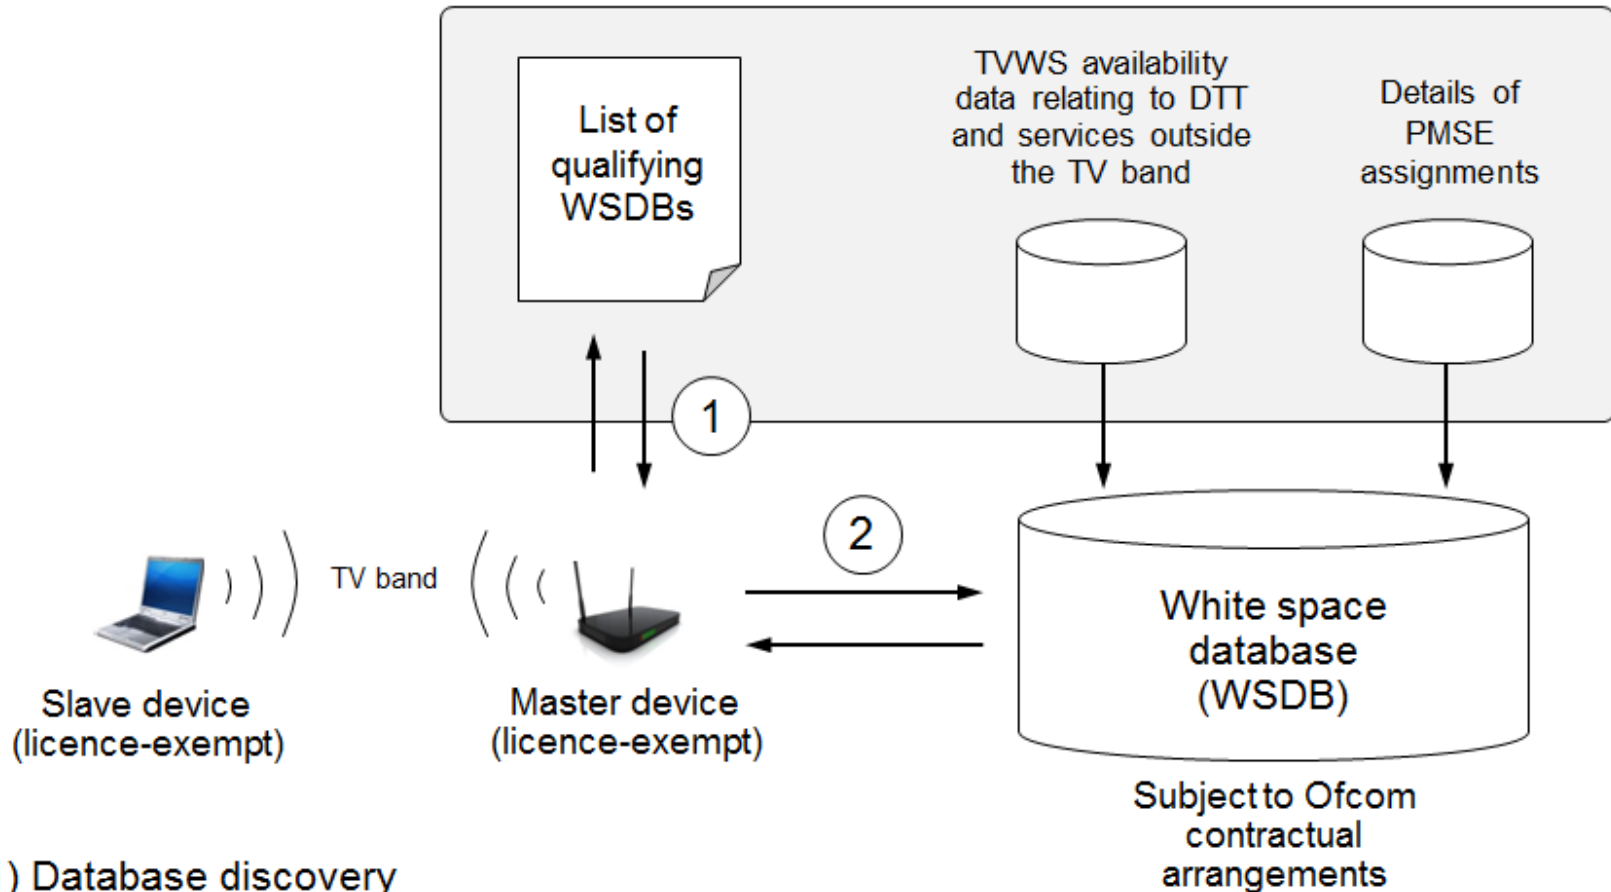 List of
qualifying
WSDBs
TVWS availability
data relating to DTT
and services outside
the TV band
Details of
PMSE
assignments
1
2
TV band
Slave device
(licence-exempt)
Master device
(licence-exempt)
White space
database
(WSDB)
Subject to Ofcom
contractual
arrangements
) Database discovery